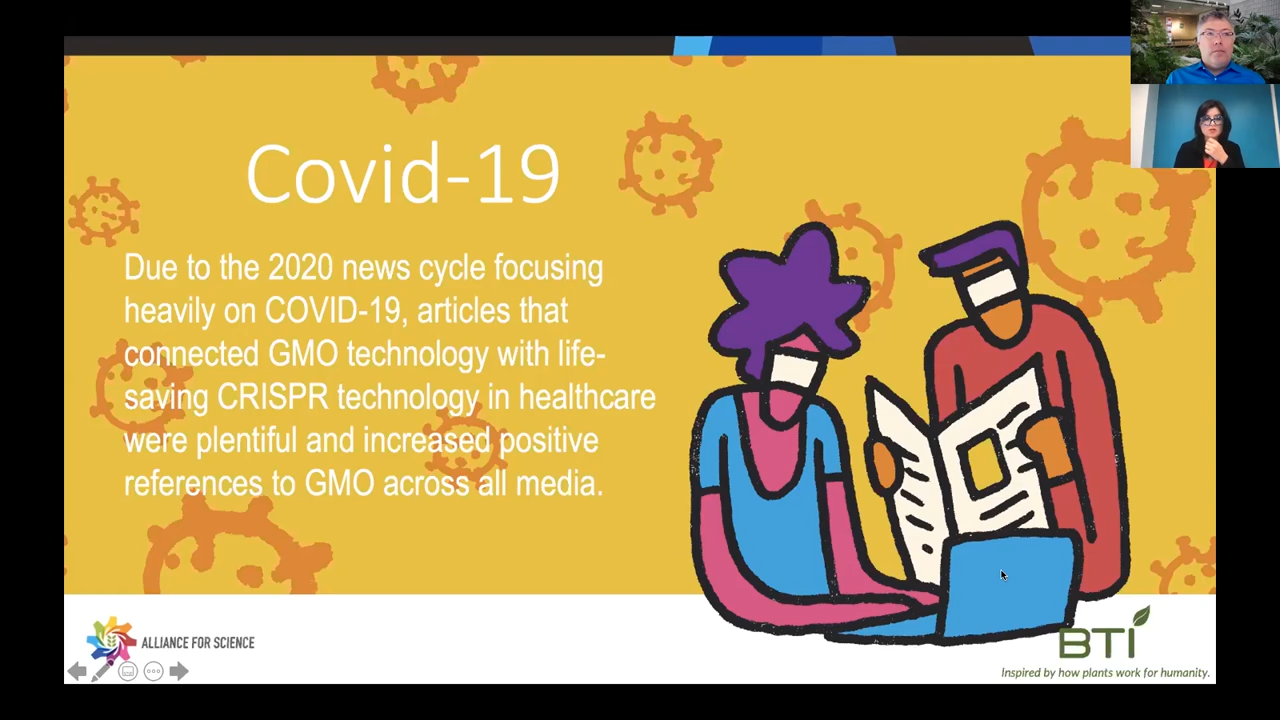 Covid-19
Due to the 2020 news cycle focusing
heavily on COVID-19, articles that
connected GMO technology with life-
saving CRISPR technology in healthcare
were plentiful and increased positive
references to GMO across all media.
ALLIANCE FOR SCIENCE
BTI
Inspired by how plants work for humanity.